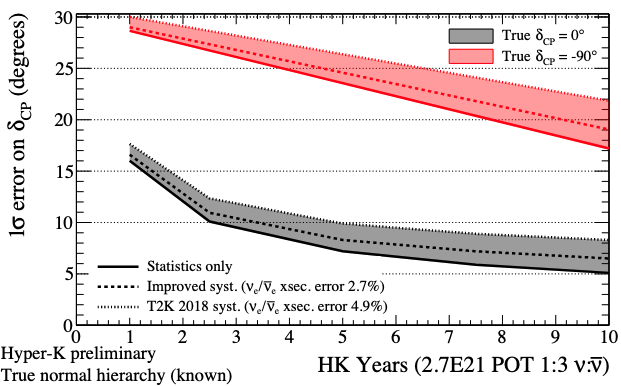 30
25
20
15
10
5
0
1σ error on δCP (degrees)
True δCP = 0°
True δCP = -90°
Statistics only
Improved syst. (νe/ν̅e xsec. error 2.7%)
T2K 2018 syst. (νe/ν̅e xsec. error 4.9%)
0 1 2 3 4 5 6 7 8 9 10
Hyper-K preliminary
True normal hierarchy (known)
HK Years (2.7E21 POT 1:3 ν:ν̅)